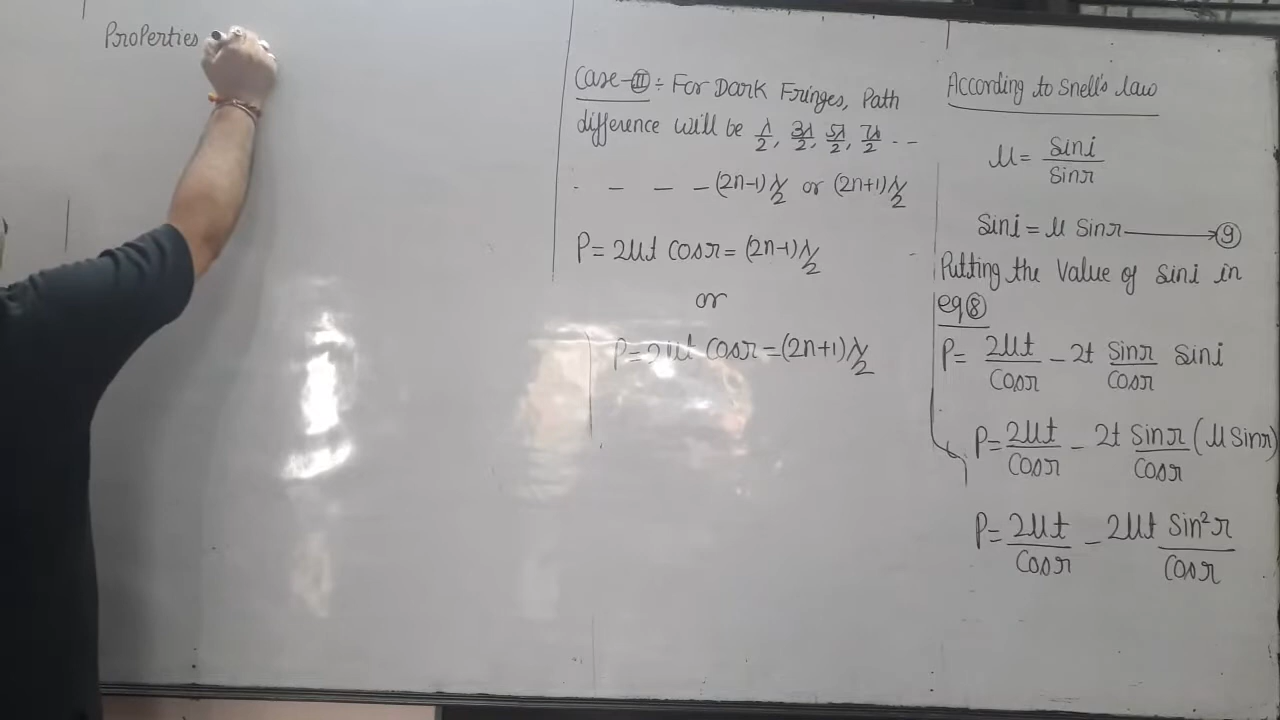 Properties
Case-III :- For Dark Fringes, Path
difference will be λ/2, 3λ/2, 5λ/2, 7λ/2 - -
- - - - (2n-1)λ/2 or (2n+1)λ/2
P= 2μt cosr = (2n-1)λ/2
or
P=2μt cosr =(2n+1)λ/2
According to Snell's law
μ= sini/sinr
sini = μ sinr ⟶ ⑨
Putting the value of sini in
eq⑧
P= 2μt/cosr - 2t sinr/cosr sini
P= 2μt/cosr - 2t sinr/cosr (μ sinr)
P= 2μt/cosr - 2μt sin²r/cosr